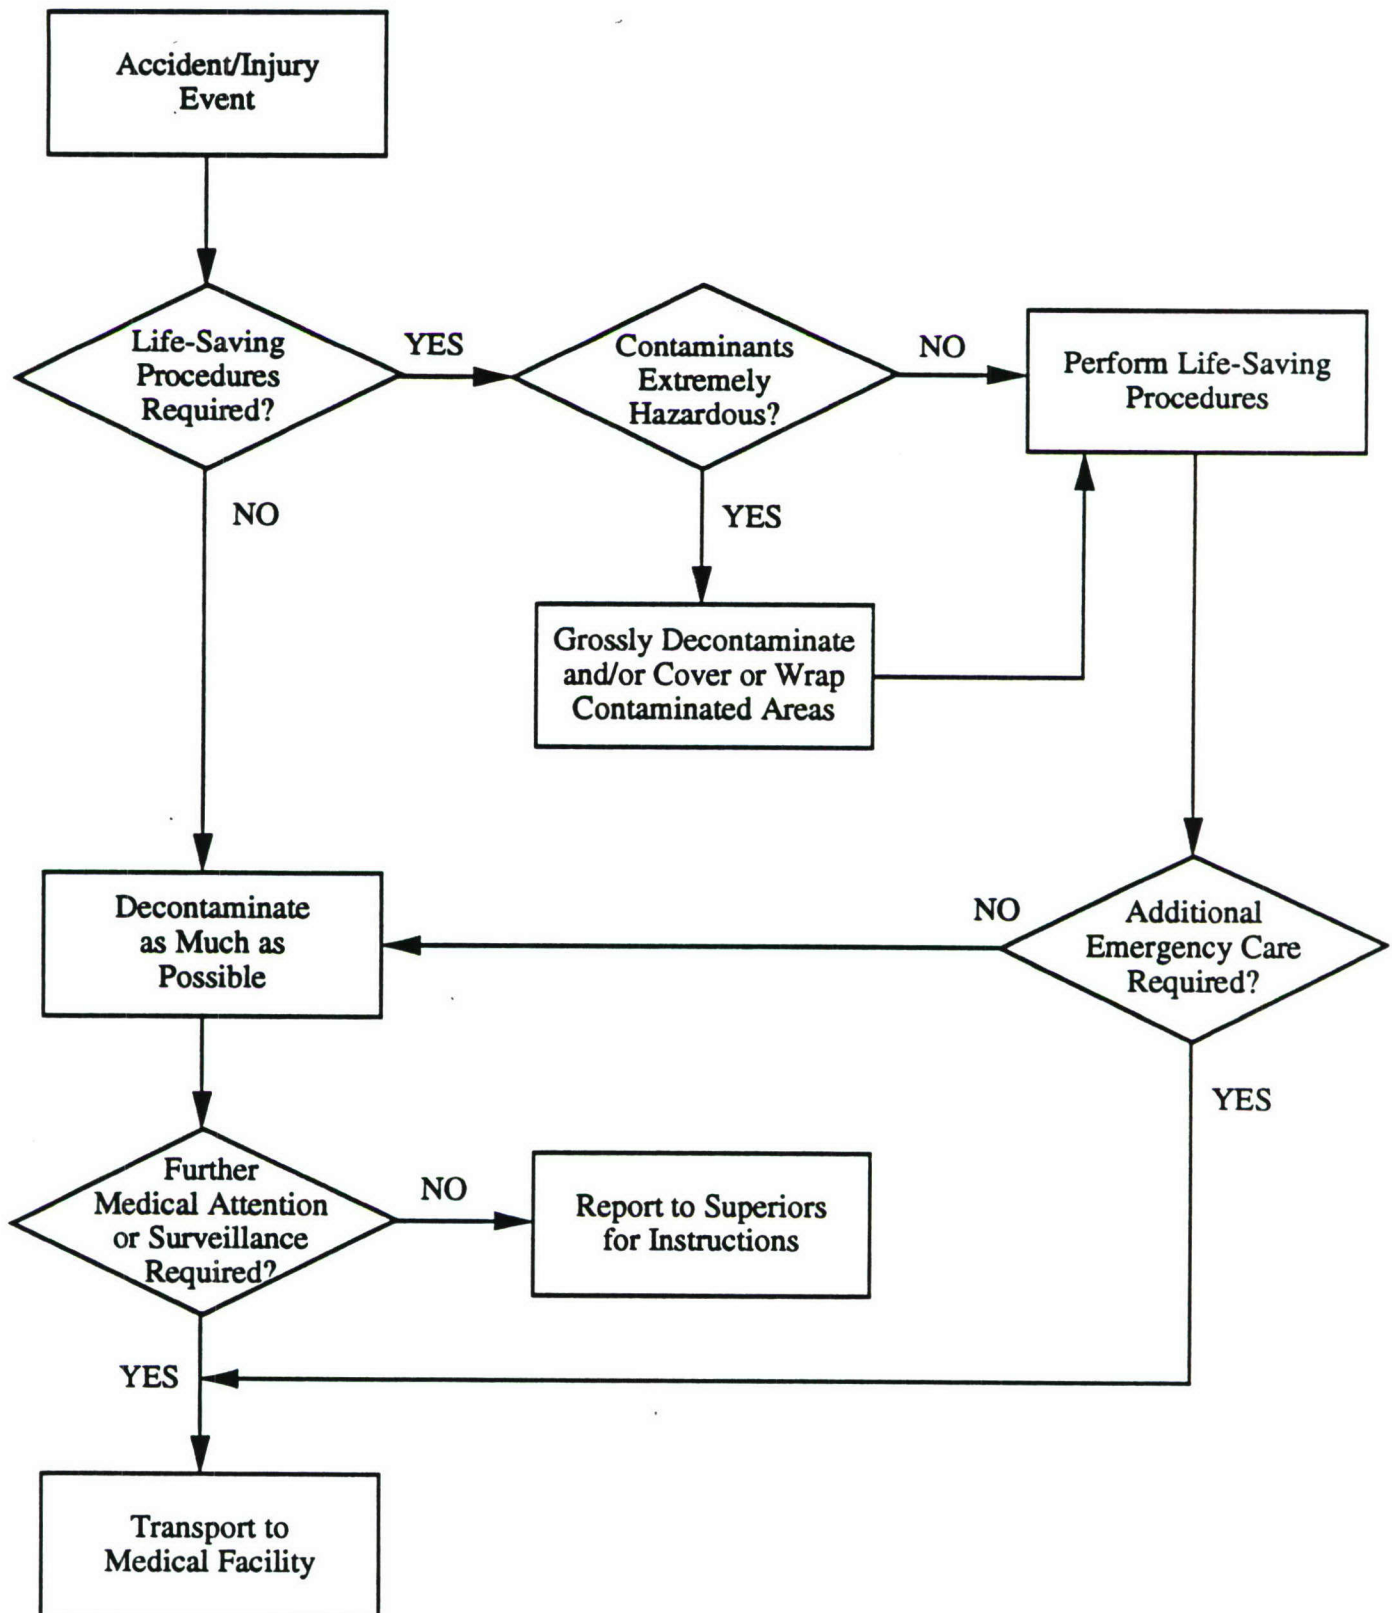 Accident/Injury
Event
Life-Saving
Procedures
Required?
YES
Contaminants
Extremely
Hazardous?
NO
Perform Life-Saving
Procedures
NO
YES
Grossly Decontaminate
and/or Cover or Wrap
Contaminated Areas
Decontaminate
as Much as
Possible
NO
Additional
Emergency Care
Required?
YES
Further
Medical Attention
or Surveillance
Required?
NO
Report to Superiors
for Instructions
YES
Transport to
Medical Facility